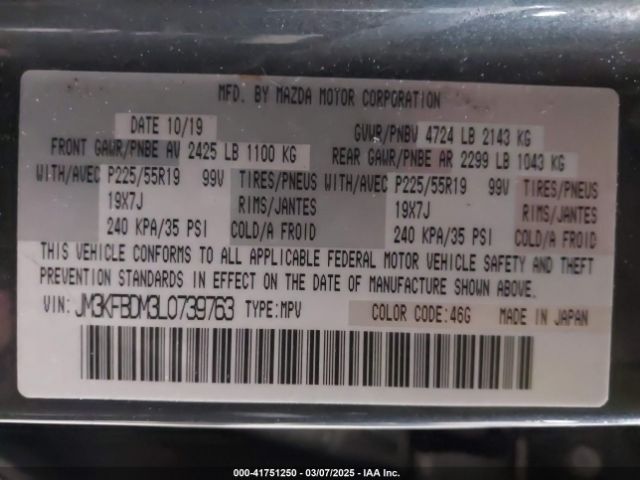 MFD. BY MAZDA MOTOR CORPORATION
DATE 10/19 GVWR/PNBV 4724 LB 2143 KG
FRONT GAWR/PNBE AV 2425 LB 1100 KG REAR GAWR/PNBE AR 2299 LB 1043 KG
WITH/AVEC P225/55R19 99V TIRES/PNEUS WITH/AVEC P225/55R19 99V TIRES/PNEUS
19X7J RIMS/JANTES 19X7J RIMS/JANTES
240 KPA/35 PSI COLD/A FROID 240 KPA/35 PSI COLD/A FROID
THIS VEHICLE CONFORMS TO ALL APPLICABLE FEDERAL MOTOR VEHICLE SAFETY AND THEFT
PREVENTION STANDARDS IN EFFECT ON THE DATE OF MANUFACTURE SHOWN ABOVE.
VIN: JM3KFBDM3L0739763 TYPE:MPV COLOR CODE:46G MADE IN JAPAN
000-41751250 - 03/07/2025 - IAA Inc.